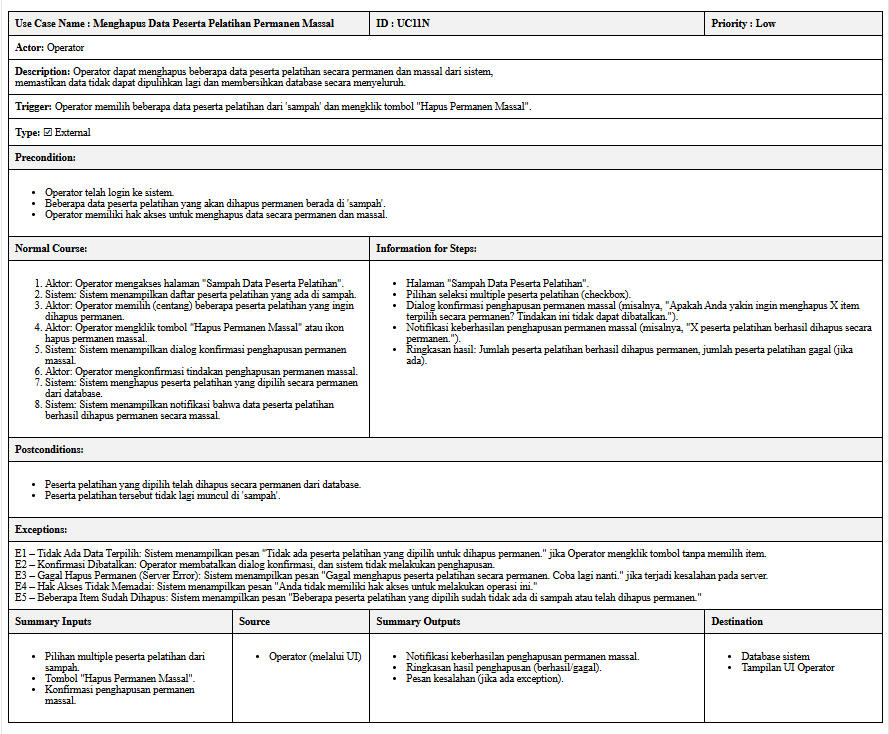 Use Case Name : Menghapus Data Peserta Pelatihan Permanen Massal
ID : UC11N
Priority : Low
Actor: Operator
Description: Operator dapat menghapus beberapa data peserta pelatihan secara permanen dan massal dari sistem,
memastikan data tidak dapat dipulihkan lagi dan membersihkan database secara menyeluruh.
Trigger: Operator memilih beberapa data peserta pelatihan dari 'sampah' dan mengklik tombol "Hapus Permanen Massal".
Type: ☑ External
Precondition:
• Operator telah login ke sistem.
• Beberapa data peserta pelatihan yang akan dihapus permanen berada di 'sampah'.
• Operator memiliki hak akses untuk menghapus data secara permanen dan massal.
Normal Course:
1. Aktor: Operator mengakses halaman "Sampah Data Peserta Pelatihan".
2. Sistem: Sistem menampilkan daftar peserta pelatihan yang ada di sampah.
3. Aktor: Operator memilih (centang) beberapa peserta pelatihan yang ingin
dihapus permanen.
4. Aktor: Operator mengklik tombol "Hapus Permanen Massal" atau ikon
hapus permanen massal.
5. Sistem: Sistem menampilkan dialog konfirmasi penghapusan permanen
massal.
6. Aktor: Operator mengkonfirmasi tindakan penghapusan permanen massal.
7. Sistem: Sistem menghapus peserta pelatihan yang dipilih secara permanen
dari database.
8. Sistem: Sistem menampilkan notifikasi bahwa data peserta pelatihan
berhasil dihapus permanen secara massal.
Information for Steps:
• Halaman "Sampah Data Peserta Pelatihan".
• Pilihan seleksi multiple peserta pelatihan (checkbox).
• Dialog konfirmasi penghapusan permanen massal (misalnya, "Apakah Anda yakin ingin menghapus X item
terpilih secara permanen? Tindakan ini tidak dapat dibatalkan.").
• Notifikasi keberhasilan penghapusan permanen massal (misalnya, "X peserta pelatihan berhasil dihapus secara
permanen.").
• Ringkasan hasil: Jumlah peserta pelatihan berhasil dihapus permanen, jumlah peserta pelatihan gagal (jika
ada).
Postconditions:
• Peserta pelatihan yang dipilih telah dihapus secara permanen dari database.
• Peserta pelatihan tersebut tidak lagi muncul di 'sampah'.
Exceptions:
E1 – Tidak Ada Data Terpilih: Sistem menampilkan pesan "Tidak ada peserta pelatihan yang dipilih untuk dihapus permanen." jika Operator mengklik tombol tanpa memilih item.
E2 – Konfirmasi Dibatalkan: Operator membatalkan dialog konfirmasi, dan sistem tidak melakukan penghapusan.
E3 – Gagal Hapus Permanen (Server Error): Sistem menampilkan pesan "Gagal menghapus peserta pelatihan secara permanen. Coba lagi nanti." jika terjadi kesalahan pada server.
E4 – Hak Akses Tidak Memadai: Sistem menampilkan pesan "Anda tidak memiliki hak akses untuk melakukan operasi ini."
E5 – Beberapa Item Sudah Dihapus: Sistem menampilkan pesan "Beberapa peserta pelatihan yang dipilih sudah tidak ada di sampah atau telah dihapus permanen."
Summary Inputs
• Pilihan multiple peserta pelatihan dari
sampah.
• Tombol "Hapus Permanen Massal".
• Konfirmasi penghapusan permanen
massal.
Source
• Operator (melalui UI)
Summary Outputs
• Notifikasi keberhasilan penghapusan permanen massal.
• Ringkasan hasil penghapusan (berhasil/gagal).
• Pesan kesalahan (jika ada exception).
Destination
• Database sistem
• Tampilan UI Operator